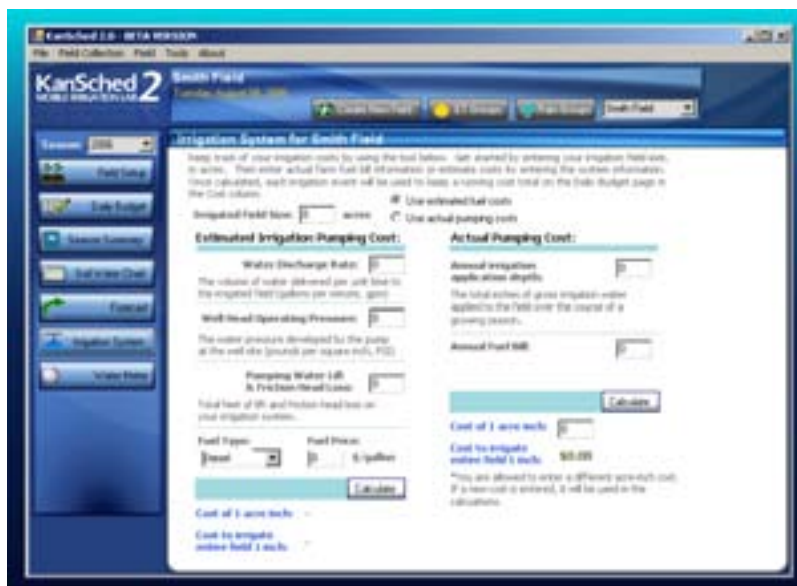 KanSched 2.0 - BETA VERSION
File Field Collection Field Tools About
KanSched 2
MOBILE IRRIGATION LAB
Smith Field
Smith Field
Season: 2006
Irrigation System for Smith Field
Field Setup
Daily Budget
Season Summary
Soil Water Chart
Forecast
Irrigation System
Water Meter
Keep track of your irrigation costs by using the tool below. Get started by entering your irrigation field size,
in acres. Then enter actual farm fuel bill information or estimate costs by entering the system information.
Once calculated, each irrigation event will be used to keep a running cost total on the Daily Budget page in
the Cost column.
Use estimated fuel costs
Irrigated Field Size: 0 acres
Use actual pumping costs
Estimated Irrigation Pumping Cost:
Water Discharge Rate: 0
The volume of water delivered per unit time to
the irrigated field (gallons per minute, gpm)
Well Head Operating Pressure: 0
The water pressure developed by the pump
at the well site (pounds per square inch, PSI)
Pumping Water Lift
& Friction Head Loss: 0
Total feet of lift and friction head loss on
your irrigation system.
Fuel Type: Fuel Price:
Diesel 0 $/gallon
Calculate
Cost of 1 acre inch: -
Cost to irrigate
entire field 1 inch: -
Actual Pumping Cost:
Annual irrigation
application depth: 0
The total inches of gross irrigation water
applied to the field over the course of a
growing season.
Annual Fuel Bill: 0
Calculate
Cost of 1 acre inch: 0
Cost to irrigate
entire field 1 inch: $0.00
*You are allowed to enter a different acre-inch cost.
If a new cost is entered, it will be used in the
calculations.